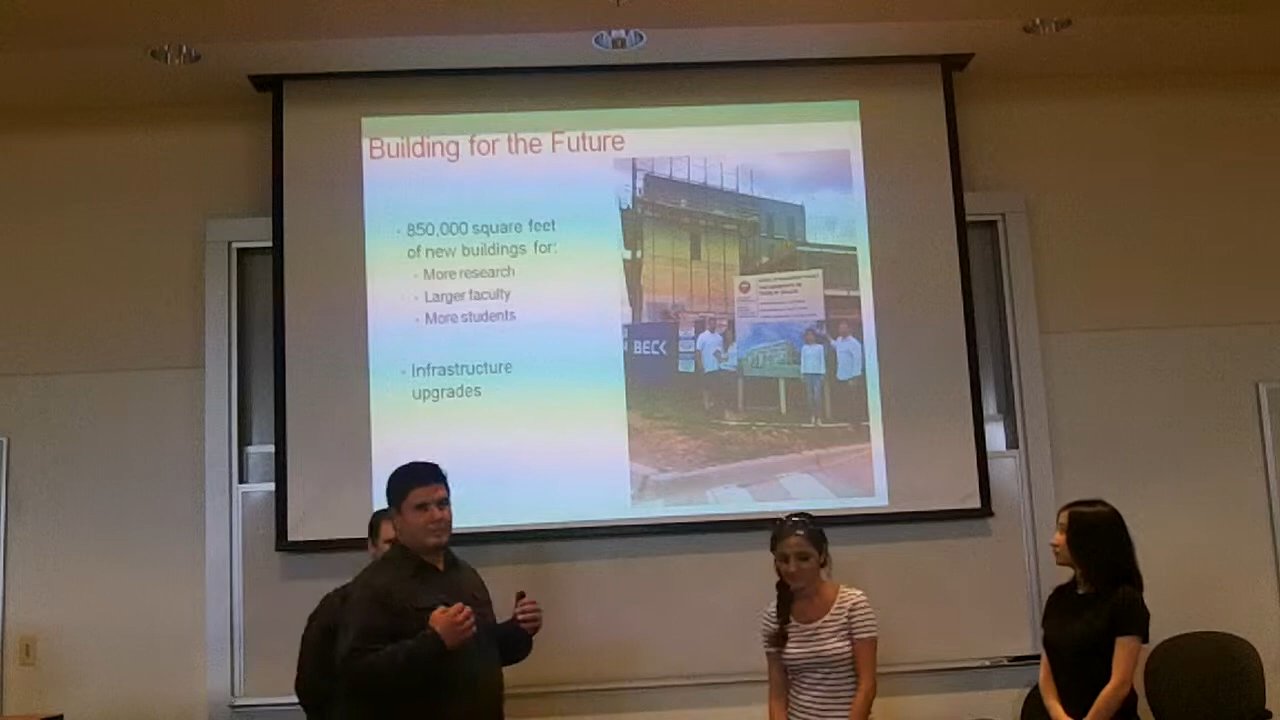 Building for the Future
850,000 square feet
of new buildings for:
More research
Larger faculty
More students
Infrastructure
upgrades
BECK